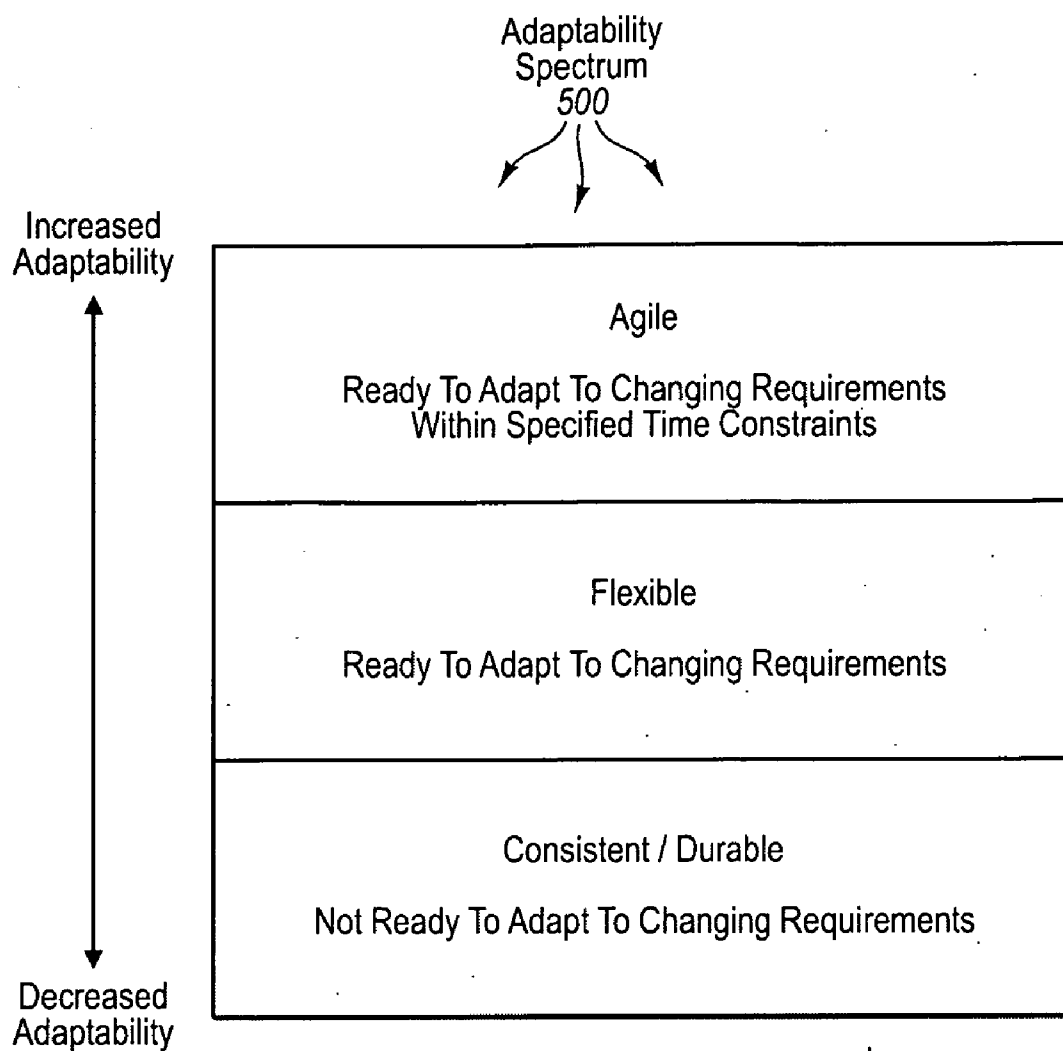 Adaptability
Spectrum
500
Increased
Adaptability
Agile
Ready To Adapt To Changing Requirements
Within Specified Time Constraints
Flexible
Ready To Adapt To Changing Requirements
Consistent / Durable
Not Ready To Adapt To Changing Requirements
Decreased
Adaptability